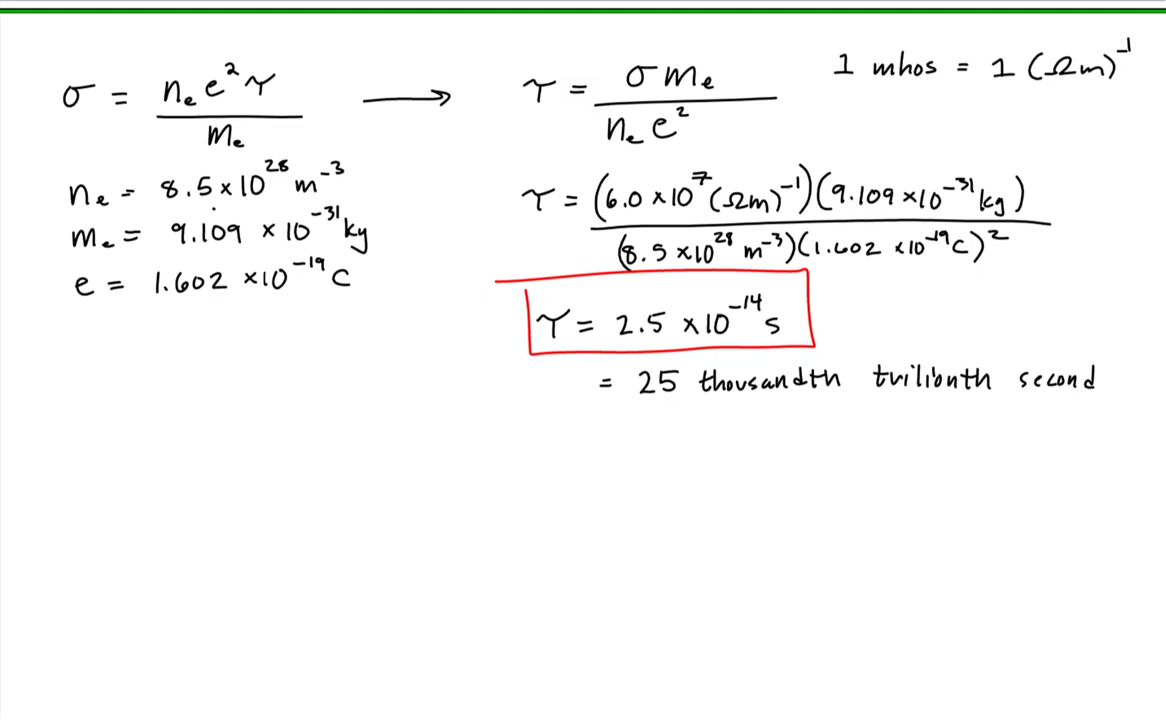 σ = nₑe²τ / mₑ ⟶ τ = σmₑ / nₑe²
1 mhos = 1 (Ωm)⁻¹
nₑ = 8.5×10²⁸ m⁻³
mₑ = 9.109 ×10⁻³¹ kg
e = 1.602 ×10⁻¹⁹ C
τ = (6.0×10⁷ (Ωm)⁻¹)(9.109×10⁻³¹ kg) / (8.5×10²⁸ m⁻³)(1.602 ×10⁻¹⁹ C)²
τ = 2.5 ×10⁻¹⁴ s
= 25 thousandth trilionth second